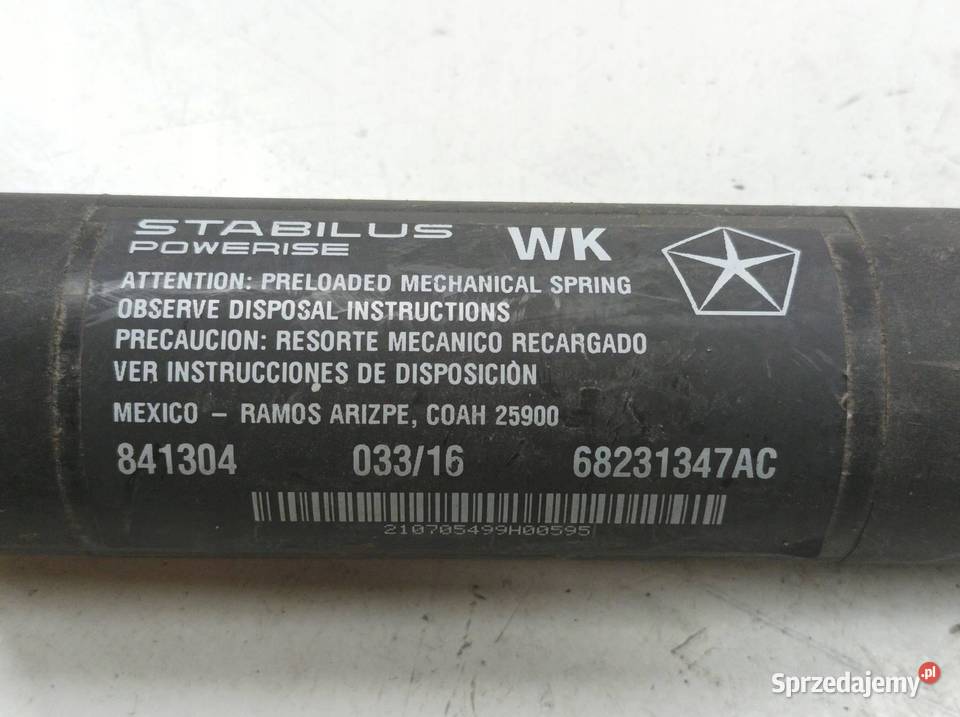 STABILUS WK
POWERISE
ATTENTION: PRELOADED MECHANICAL SPRING
OBSERVE DISPOSAL INSTRUCTIONS
PRECAUCION: RESORTE MECANICO RECARGADO
VER INSTRUCCIONES DE DISPOSICIÒN
MEXICO – RAMOS ARIZPE, COAH 25900
841304 033/16 68231347AC
210705499H00595
Sprzedajemy.pl